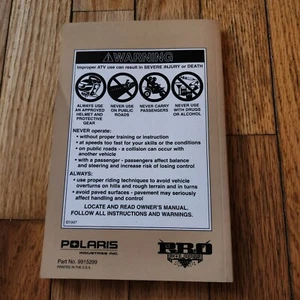 WARNING
Improper ATV use can result in SEVERE INJURY or DEATH
ALWAYS USE
AN APPROVED
HELMET AND
PROTECTIVE
GEAR
NEVER USE
ON PUBLIC
ROADS
NEVER CARRY
PASSENGERS
NEVER USE
WITH DRUGS
OR ALCOHOL
NEVER operate:
• without proper training or instruction
• at speeds too fast for your skills or the conditions
• on public roads - a collision can occur with
another vehicle
• with a passenger - passengers affect balance
and steering and increase risk of losing control
ALWAYS:
• use proper riding techniques to avoid vehicle
overturns on hills and rough terrain and in turns
• avoid paved surfaces - pavement may seriously
affect handling and control
LOCATE AND READ OWNER'S MANUAL.
FOLLOW ALL INSTRUCTIONS AND WARNINGS.
POLARIS
INDUSTRIES INC.
Part No. 9915299
PRINTED IN THE U.S.A.
PRO